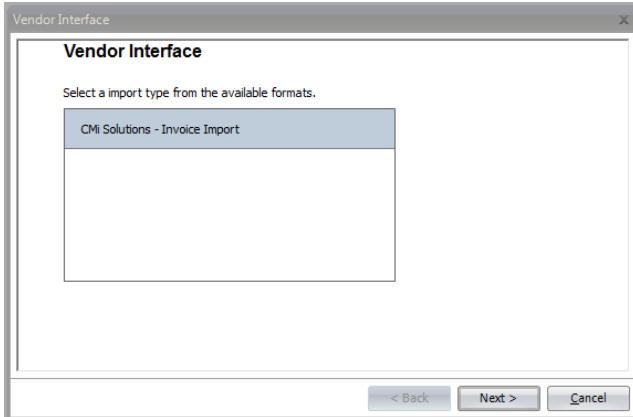 Vendor Interface
x
Vendor Interface
Select a import type from the available formats.
CMi Solutions - Invoice Import
< Back Next > Cancel